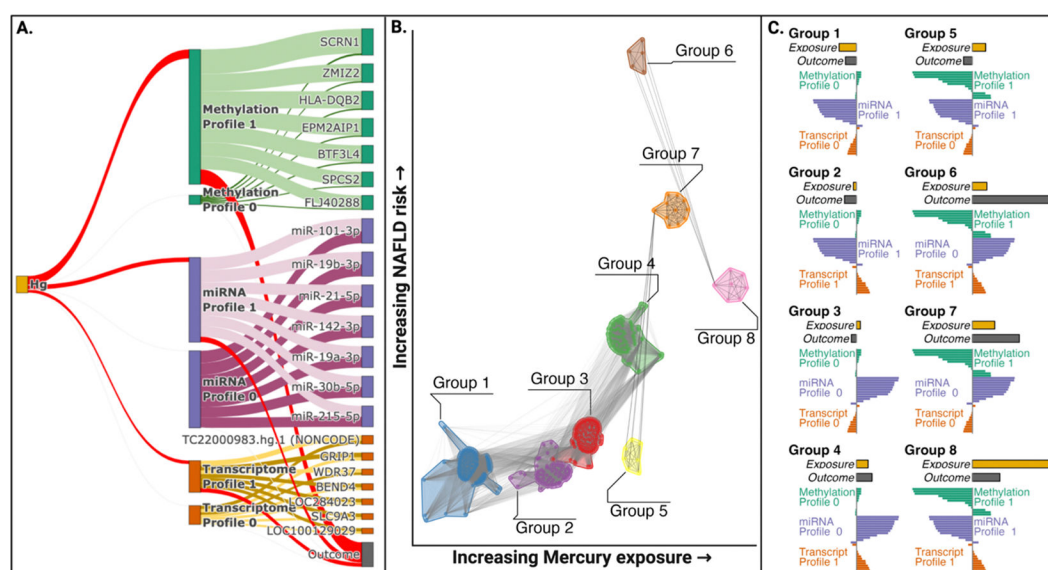 A.
SCRN1
ZMIZ2
HLA-DQB2
Methylation
Profile 1
EPM2AIP1
BTF3L4
SPCS2
Methylation
Profile 0
FLJ40288
miR-101-3p
miR-19b-3p
Hg
miR-21-5p
miRNA
Profile 1
miR-142-3p
miR-19a-3p
miRNA
Profile 0
miR-30b-5p
miR-215-5p
TC22000983.hg.1 (NONCODE)
GRIP1
Transcriptome
Profile 1
WDR37
BEND4
LOC284023
Transcriptome
Profile 0
SLC9A3
LOC100129029
Outcome
B.
Increasing NAFLD risk →
Group 6
Group 7
Group 4
Group 8
Group 1
Group 3
Group 5
Group 2
Increasing Mercury exposure →
C.
Group 1
Exposure
Outcome
Methylation
Profile 0
miRNA
Profile 1
Transcript
Profile 0
Group 5
Exposure
Outcome
Methylation
Profile 1
miRNA
Profile 1
Transcript
Profile 0
Group 2
Exposure
Outcome
Methylation
Profile 0
miRNA
Profile 1
Transcript
Profile 1
Group 6
Exposure
Outcome
Methylation
Profile 1
miRNA
Profile 0
Transcript
Profile 1
Group 3
Exposure
Outcome
Methylation
Profile 0
miRNA
Profile 0
Transcript
Profile 0
Group 7
Exposure
Outcome
Methylation
Profile 1
miRNA
Profile 0
Transcript
Profile 0
Group 4
Exposure
Outcome
Methylation
Profile 0
miRNA
Profile 0
Transcript
Profile 1
Group 8
Exposure
Outcome
Methylation
Profile 1
miRNA
Profile 1
Transcript
Profile 1